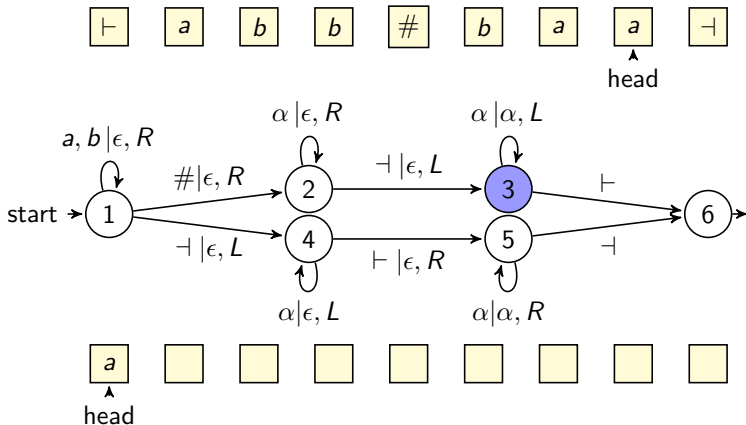 ⊢ a b b # b a a ⊣
head
a, b | ϵ, R
α | ϵ, R
α | α, L
# | ϵ, R
⊣ | ϵ, L
⊢
start 1 2 3 4 5 6
⊣ | ϵ, L
⊢ | ϵ, R
⊣
α | ϵ, L
α | α, R
a
head